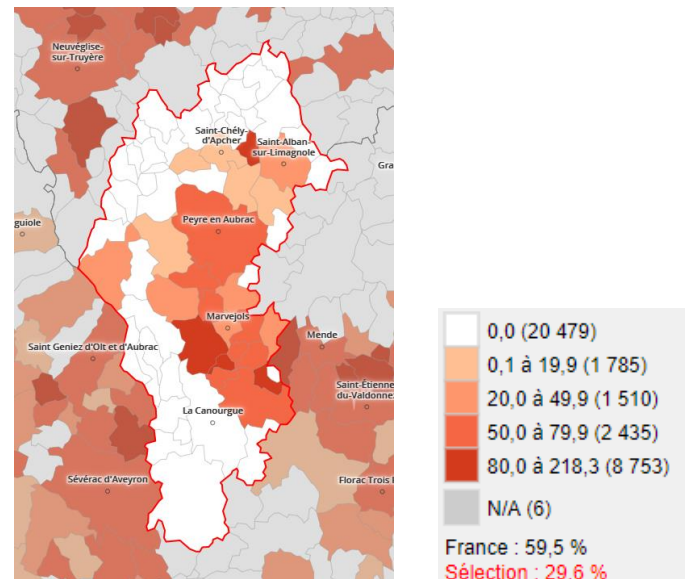 Neuvéglise-
sur-Truyère
Saint-Chély-
d'Apcher
Saint-Alban-
sur-Limagnole
Gra
guiole
Peyre en Aubrac
Marvejols
Mende
Saint Geniez d'Olt et d'Aubrac
Saint-Étienne
du-Valdonnez
La Canourgue
Sévérac d'Aveyron
Florac Trois
0,0 (20 479)
0,1 à 19,9 (1 785)
20,0 à 49,9 (1 510)
50,0 à 79,9 (2 435)
80,0 à 218,3 (8 753)
N/A (6)
France : 59,5 %
Sélection : 29,6 %